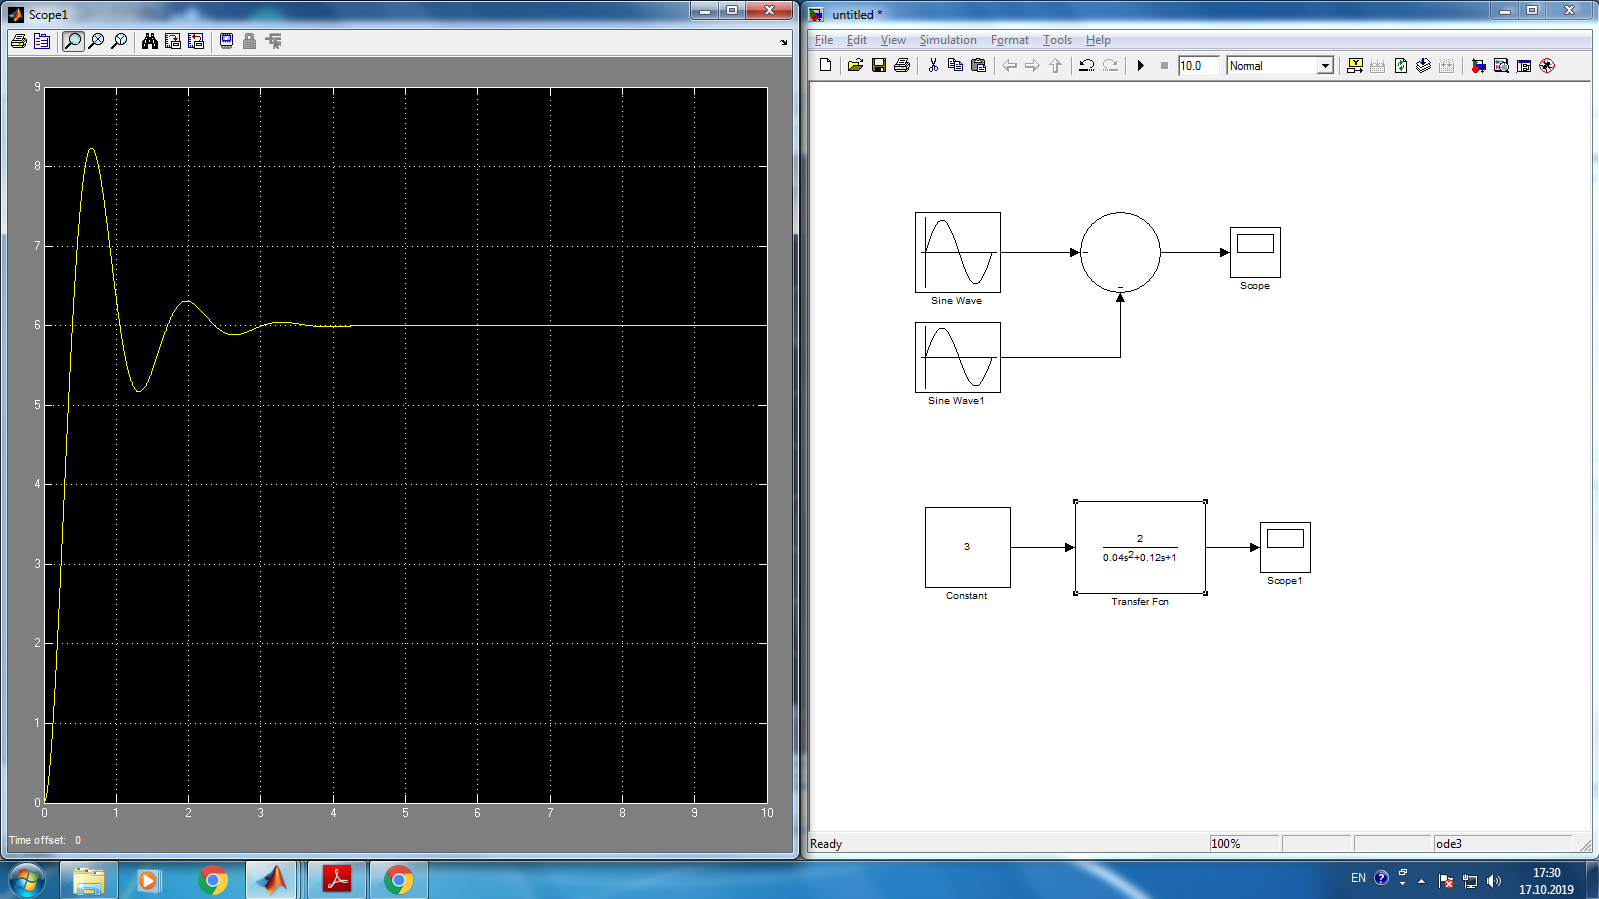 Scope1
9
8
7
6
5
4
3
2
1
0
0 1 2 3 4 5 6 7 8 9 10
Time offset: 0
untitled *
File Edit View Simulation Format Tools Help
10.0 Normal
Sine Wave
Scope
Sine Wave1
3
Constant
2
0.04s²+0.12s+1
Transfer Fcn
Scope1
Ready 100% ode3
EN 17:30
17.10.2019